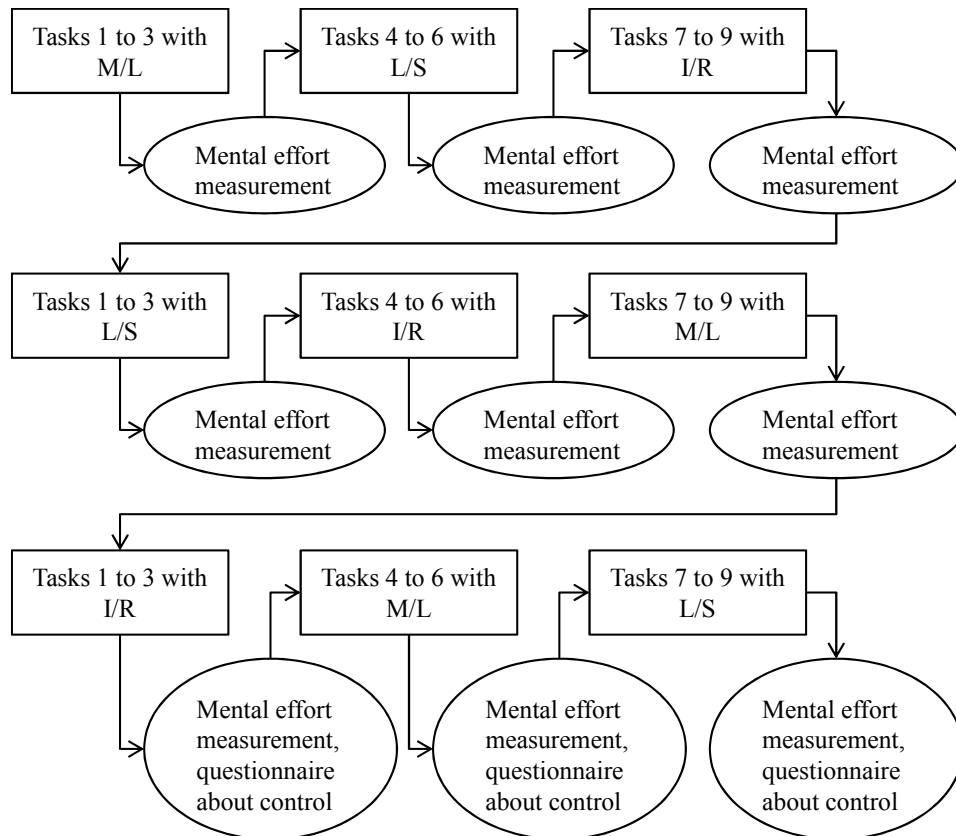 Tasks 1 to 3 with
M/L
Tasks 4 to 6 with
L/S
Tasks 7 to 9 with
I/R
Mental effort
measurement
Mental effort
measurement
Mental effort
measurement
Tasks 1 to 3 with
L/S
Tasks 4 to 6 with
I/R
Tasks 7 to 9 with
M/L
Mental effort
measurement
Mental effort
measurement
Mental effort
measurement
Tasks 1 to 3 with
I/R
Tasks 4 to 6 with
M/L
Tasks 7 to 9 with
L/S
Mental effort
measurement,
questionnaire
about control
Mental effort
measurement,
questionnaire
about control
Mental effort
measurement,
questionnaire
about control